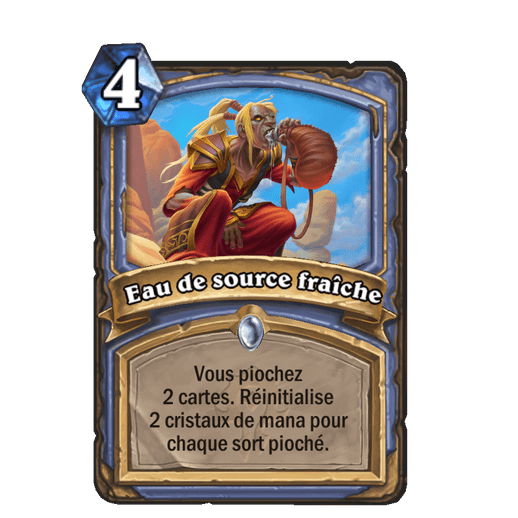 4
Eau de source fraîche
Vous piochez
2 cartes. Réinitialise
2 cristaux de mana pour
chaque sort pioché.